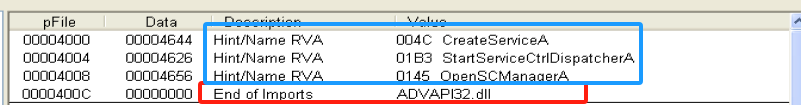 pFile Data Description Value
00004000 00004644 Hint/Name RVA 004C CreateServiceA
00004004 00004626 Hint/Name RVA 01B3 StartServiceCtrlDispatcherA
00004008 00004656 Hint/Name RVA 0145 OpenSCManagerA
0000400C 00000000 End of Imports ADVAPI32.dll